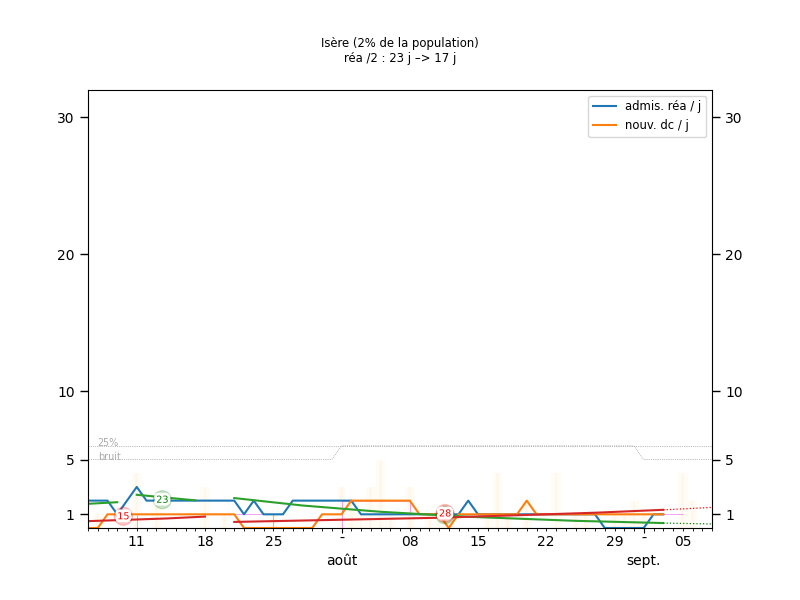 Isère (2% de la population)
réa /2 : 23 j –> 17 j
admis. réa / j
nouv. dc / j
30 30
20 20
10 10
25%
bruit
5 5
23
15
28
1 1
11 18 25 - 08 15 22 29 - 05
août sept.